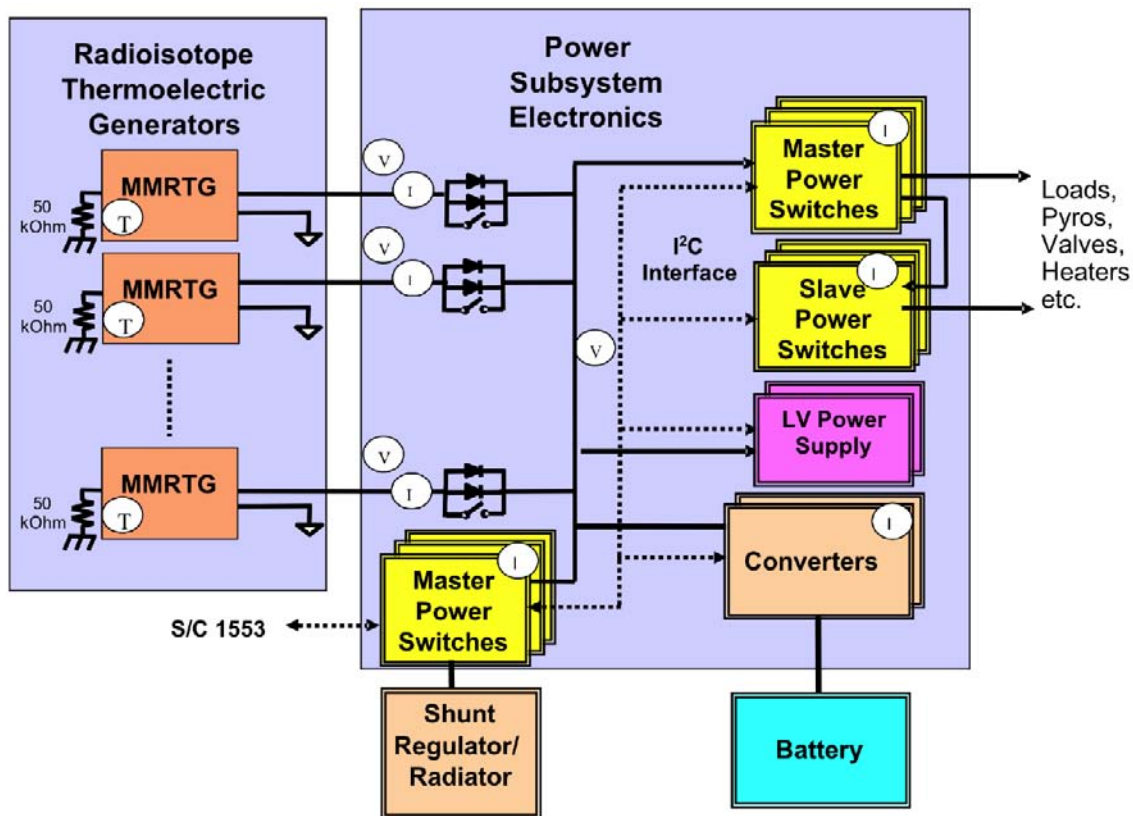 Radioisotope
Thermoelectric
Generators
MMRTG
T
50
kOhm
MMRTG
T
50
kOhm
MMRTG
T
50
kOhm
Power
Subsystem
Electronics
V
I
V
I
V
I
V
I²C
Interface
I
Master
Power
Switches
I
Slave
Power
Switches
LV Power
Supply
I
Converters
I
Master
Power
Switches
Loads,
Pyros,
Valves,
Heaters
etc.
S/C 1553
Shunt
Regulator/
Radiator
Battery